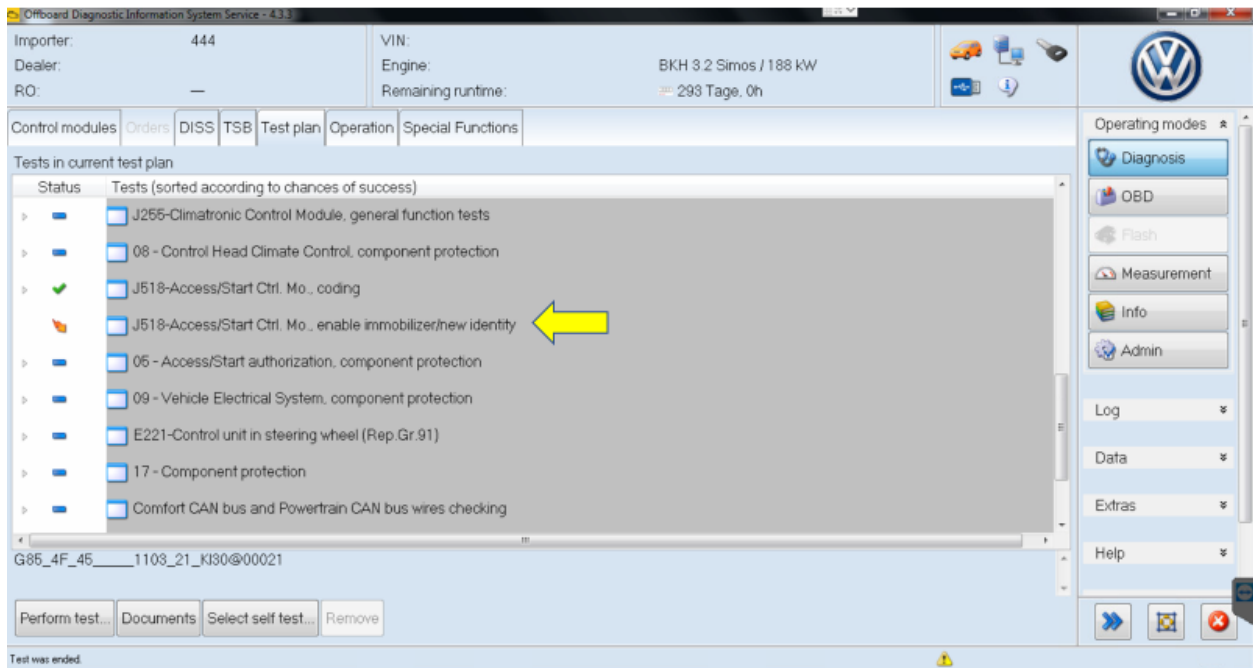 Offboard Diagnostic Information System Service - 4.3.3
Importer: 444 VIN:
Dealer: Engine: BKH 3.2 Simos / 188 kW
RO: — Remaining runtime: 293 Tage, 0h
Control modules Orders DISS TSB Test plan Operation Special Functions
Tests in current test plan
Status Tests (sorted according to chances of success)
J255-Climatronic Control Module, general function tests
08 - Control Head Climate Control, component protection
J518-Access/Start Ctrl. Mo., coding
J518-Access/Start Ctrl. Mo., enable immobilizer/new identity
05 - Access/Start authorization, component protection
09 - Vehicle Electrical System, component protection
E221-Control unit in steering wheel (Rep.Gr.91)
17 - Component protection
Comfort CAN bus and Powertrain CAN bus wires checking
G85_4F_45_____1103_21_KI30@00021
Perform test... Documents Select self test... Remove
Test was ended.
Operating modes
Diagnosis
OBD
Flash
Measurement
Info
Admin
Log
Data
Extras
Help